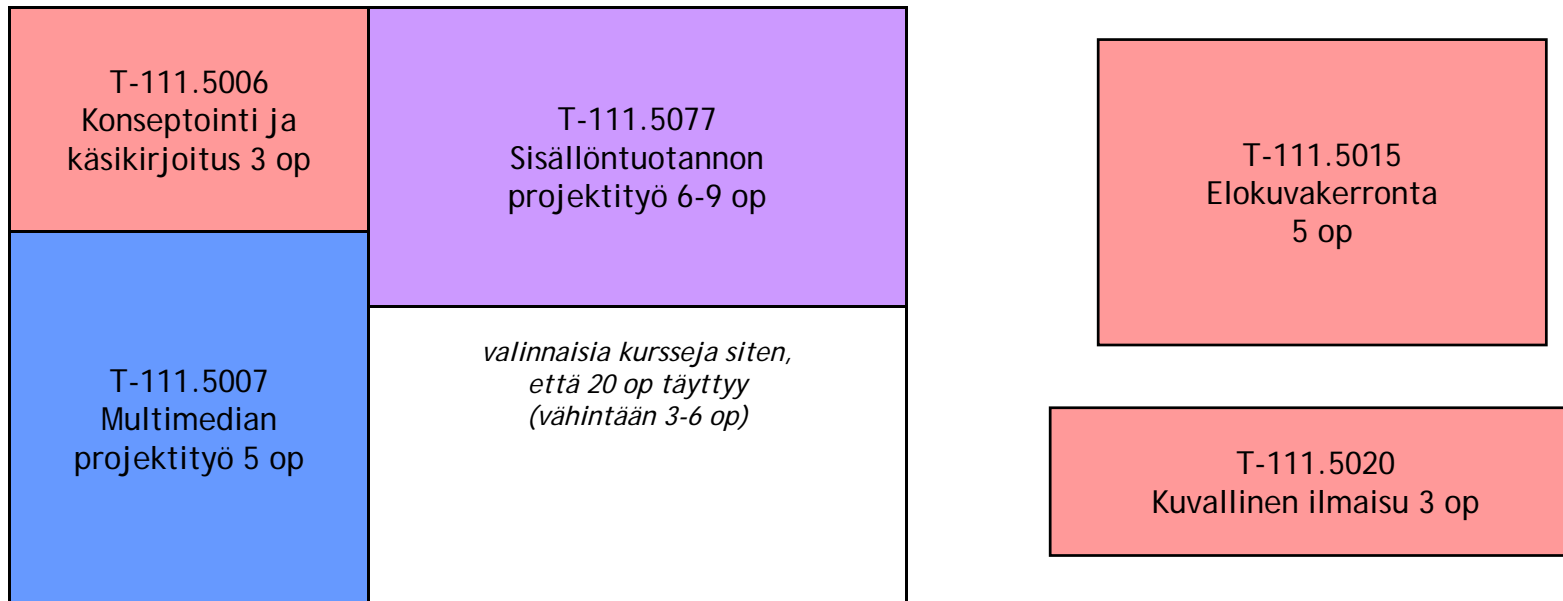 T-111.5006
Konseptointi ja
käsikirjoitus 3 op
T-111.5077
Sisällöntuotannon
projektityö 6-9 op
T-111.5015
Elokuvakerronta
5 op
T-111.5007
Multimedian
projektityö 5 op
valinnaisia kursseja siten,
että 20 op täyttyy
(vähintään 3-6 op)
T-111.5020
Kuvallinen ilmaisu 3 op